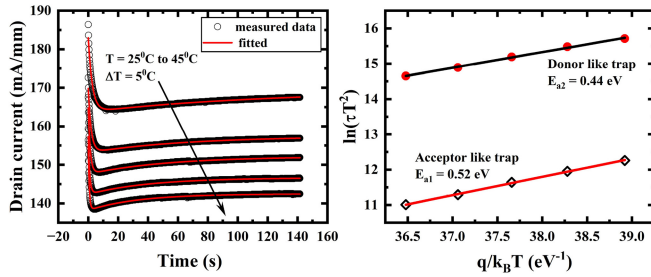 190
180
170
160
150
140
Drain current (mA/mm)
measured data
fitted
T = 25⁰C to 45⁰C
ΔT = 5⁰C
−20 0 20 40 60 80 100 120 140 160
Time (s)
16
15
14
13
12
11
ln(τT²)
Donor like trap
Eₐ₂ = 0.44 eV
Acceptor like trap
Eₐ₁ = 0.52 eV
36.5 37.0 37.5 38.0 38.5 39.0
q/k_BT (eV⁻¹)